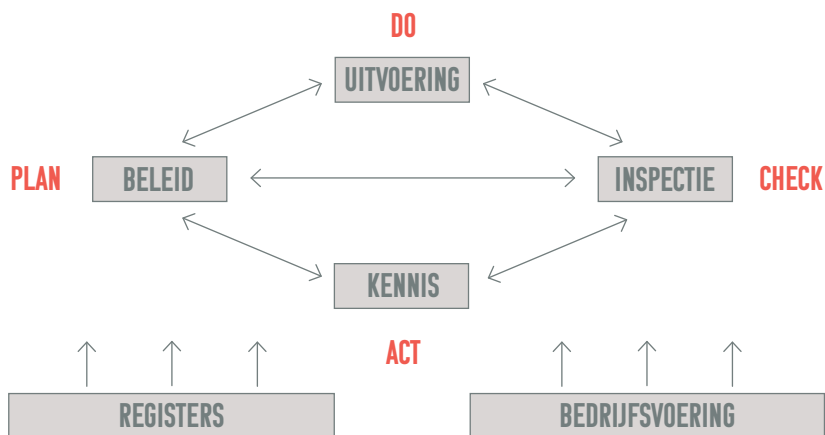 DO
UITVOERING
PLAN
BELEID
INSPECTIE
CHECK
KENNIS
ACT
REGISTERS
BEDRIJFSVOERING